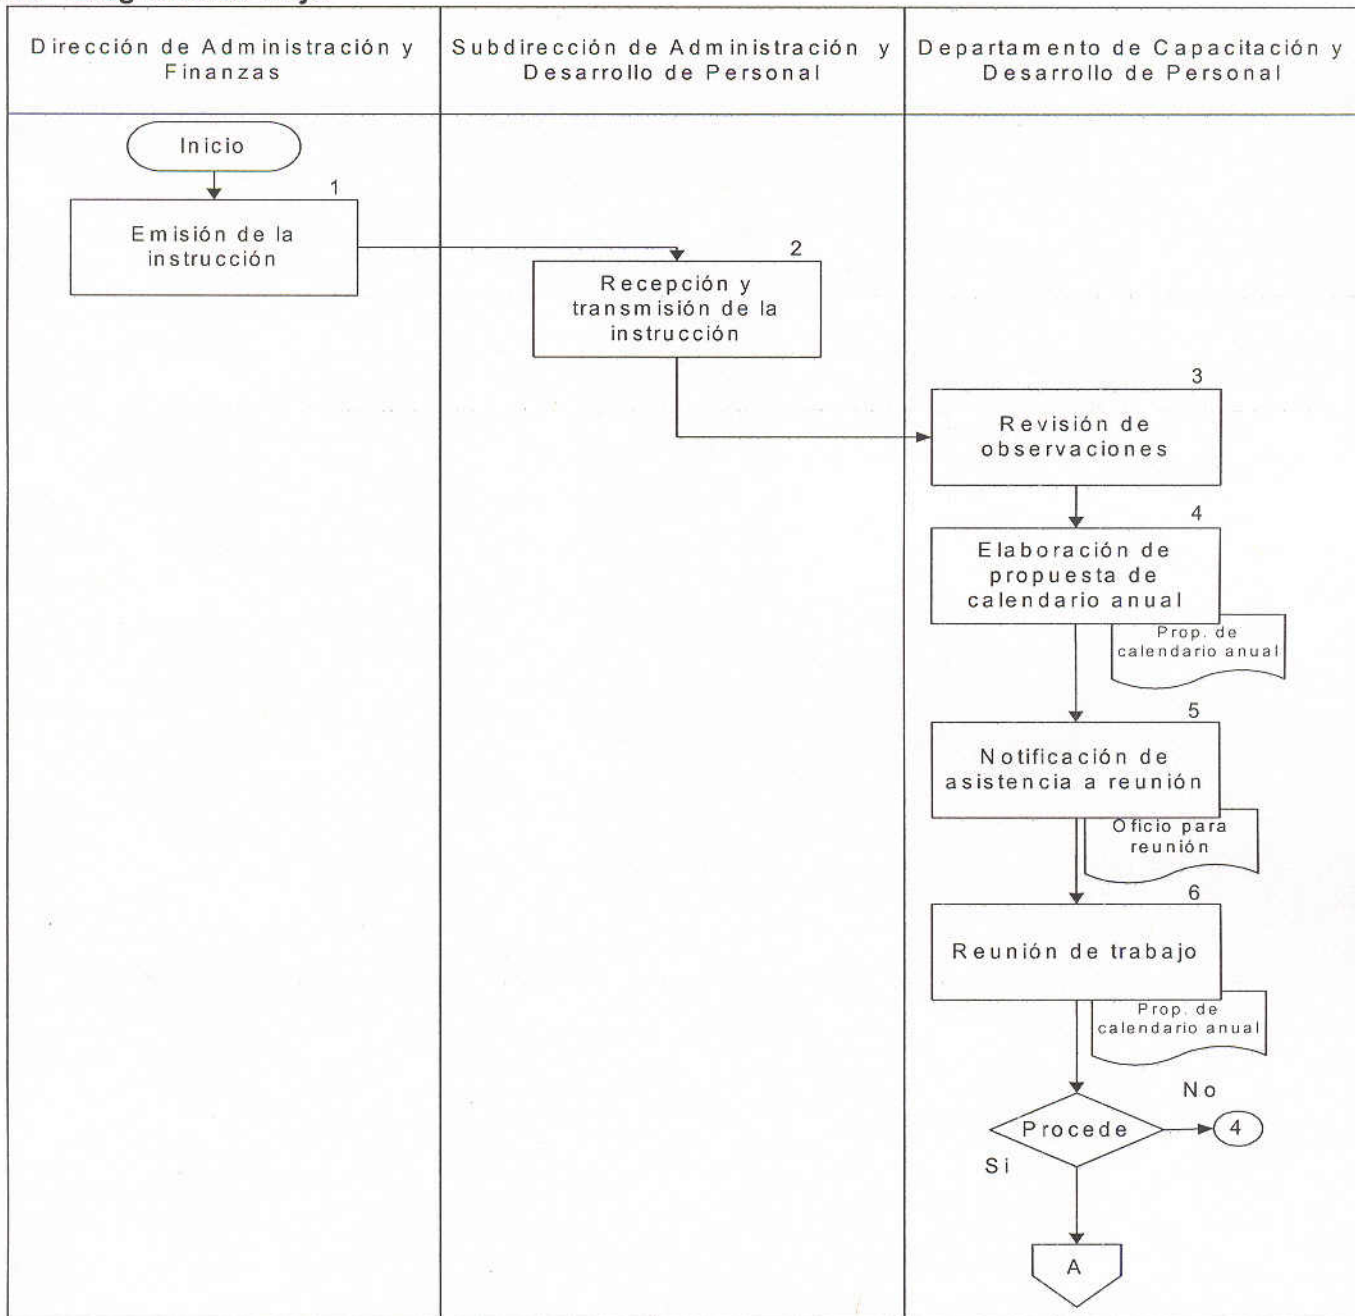 Dirección de Administración y
Finanzas
Subdirección de Administración y
Desarrollo de Personal
Departamento de Capacitación y
Desarrollo de Personal
Inicio
1
Emisión de la
instrucción
2
Recepción y
transmisión de la
instrucción
3
Revisión de
observaciones
4
Elaboración de
propuesta de
calendario anual
Prop. de
calendario anual
5
Notificación de
asistencia a reunión
Oficio para
reunión
6
Reunión de trabajo
Prop. de
calendario anual
No
Procede
4
Si
A